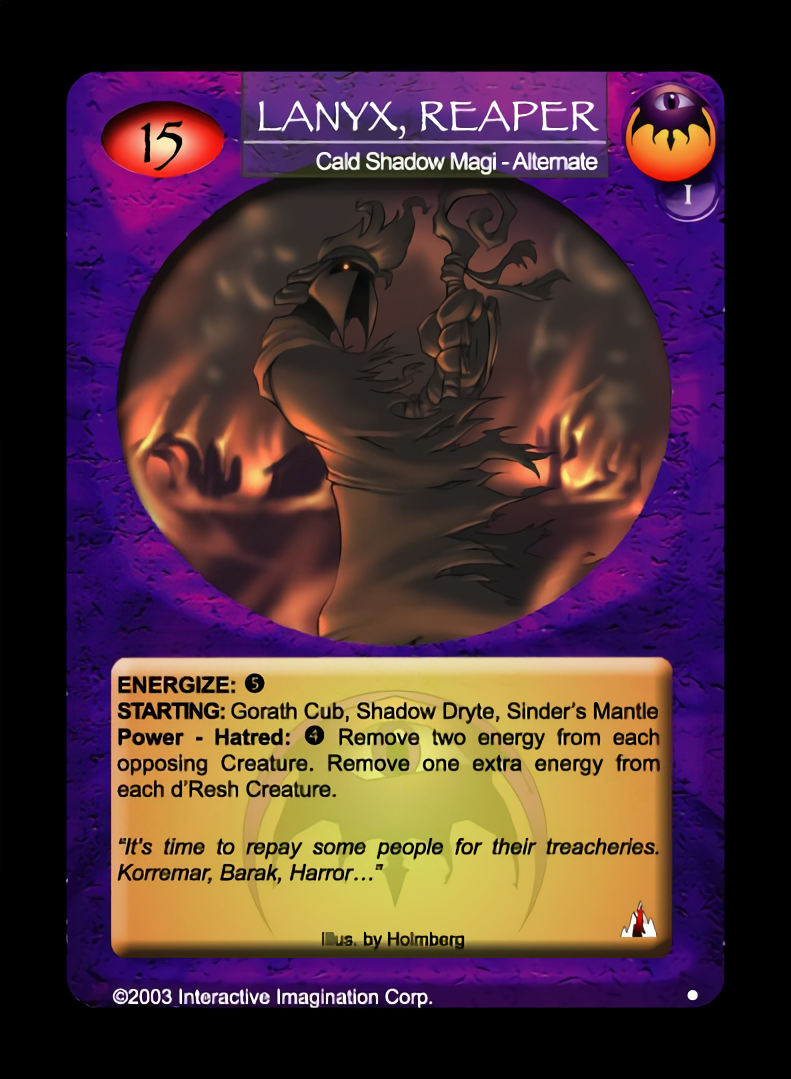 15
LANYX, REAPER
Cald Shadow Magi - Alternate
I
ENERGIZE: 5
STARTING: Gorath Cub, Shadow Dryte, Sinder's Mantle
Power - Hatred: 4 Remove two energy from each
opposing Creature. Remove one extra energy from
each d'Resh Creature.
"It's time to repay some people for their treacheries.
Korremar, Barak, Harror..."
Illus. by Holmberg
©2003 Interactive Imagination Corp.